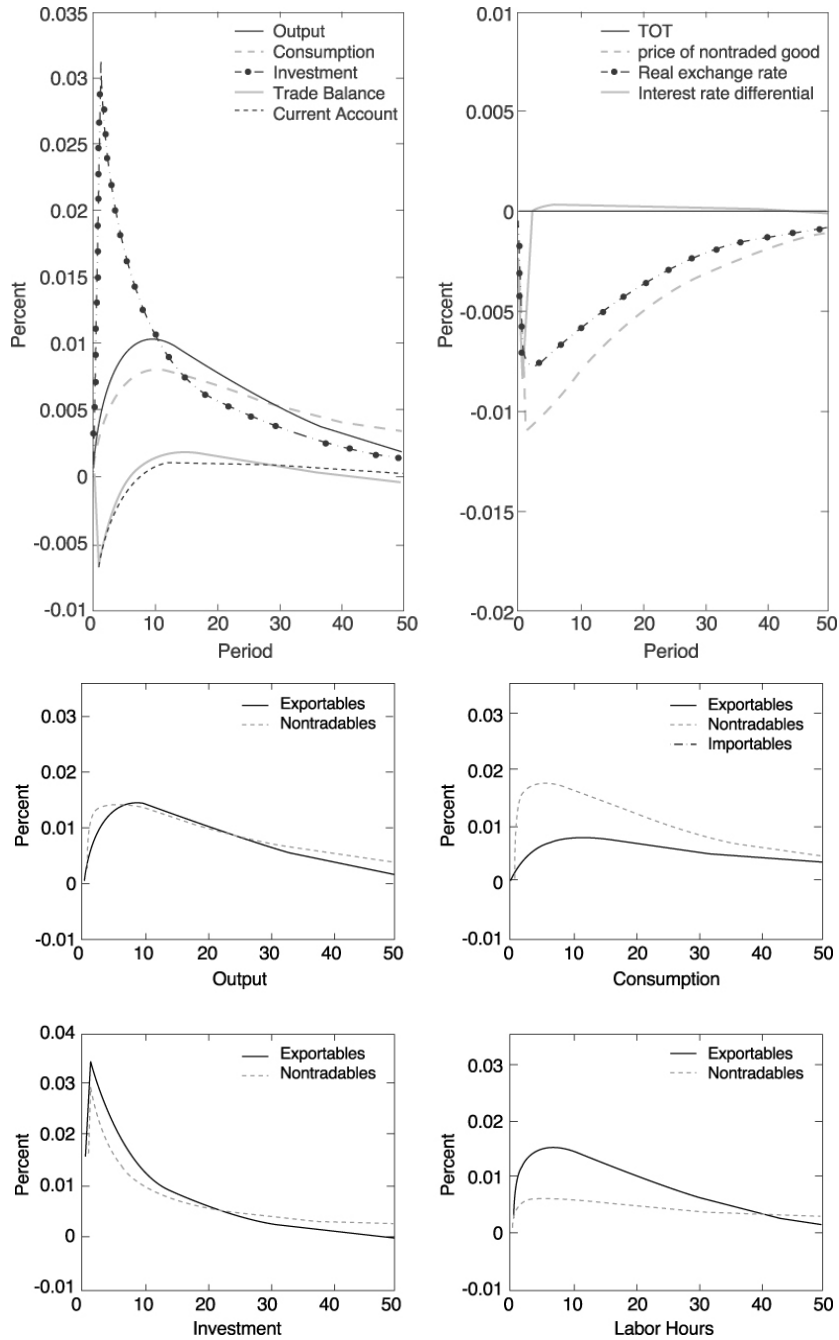 Output
Consumption
Investment
Trade Balance
Current Account
0.035
0.03
0.025
0.02
0.015
0.01
0.005
0
-0.005
-0.01
Percent
0 10 20 30 40 50
Period
TOT
price of nontraded good
Real exchange rate
Interest rate differential
0.01
0.005
0
-0.005
-0.01
-0.015
-0.02
Percent
0 10 20 30 40 50
Period
Exportables
Nontradables
0.03
0.02
0.01
0
-0.01
Percent
0 10 20 30 40 50
Output
Exportables
Nontradables
Importables
0.03
0.02
0.01
0
-0.01
Percent
0 10 20 30 40 50
Consumption
Exportables
Nontradables
0.04
0.03
0.02
0.01
0
-0.01
Percent
0 10 20 30 40 50
Investment
Exportables
Nontradables
0.03
0.02
0.01
0
-0.01
Percent
0 10 20 30 40 50
Labor Hours